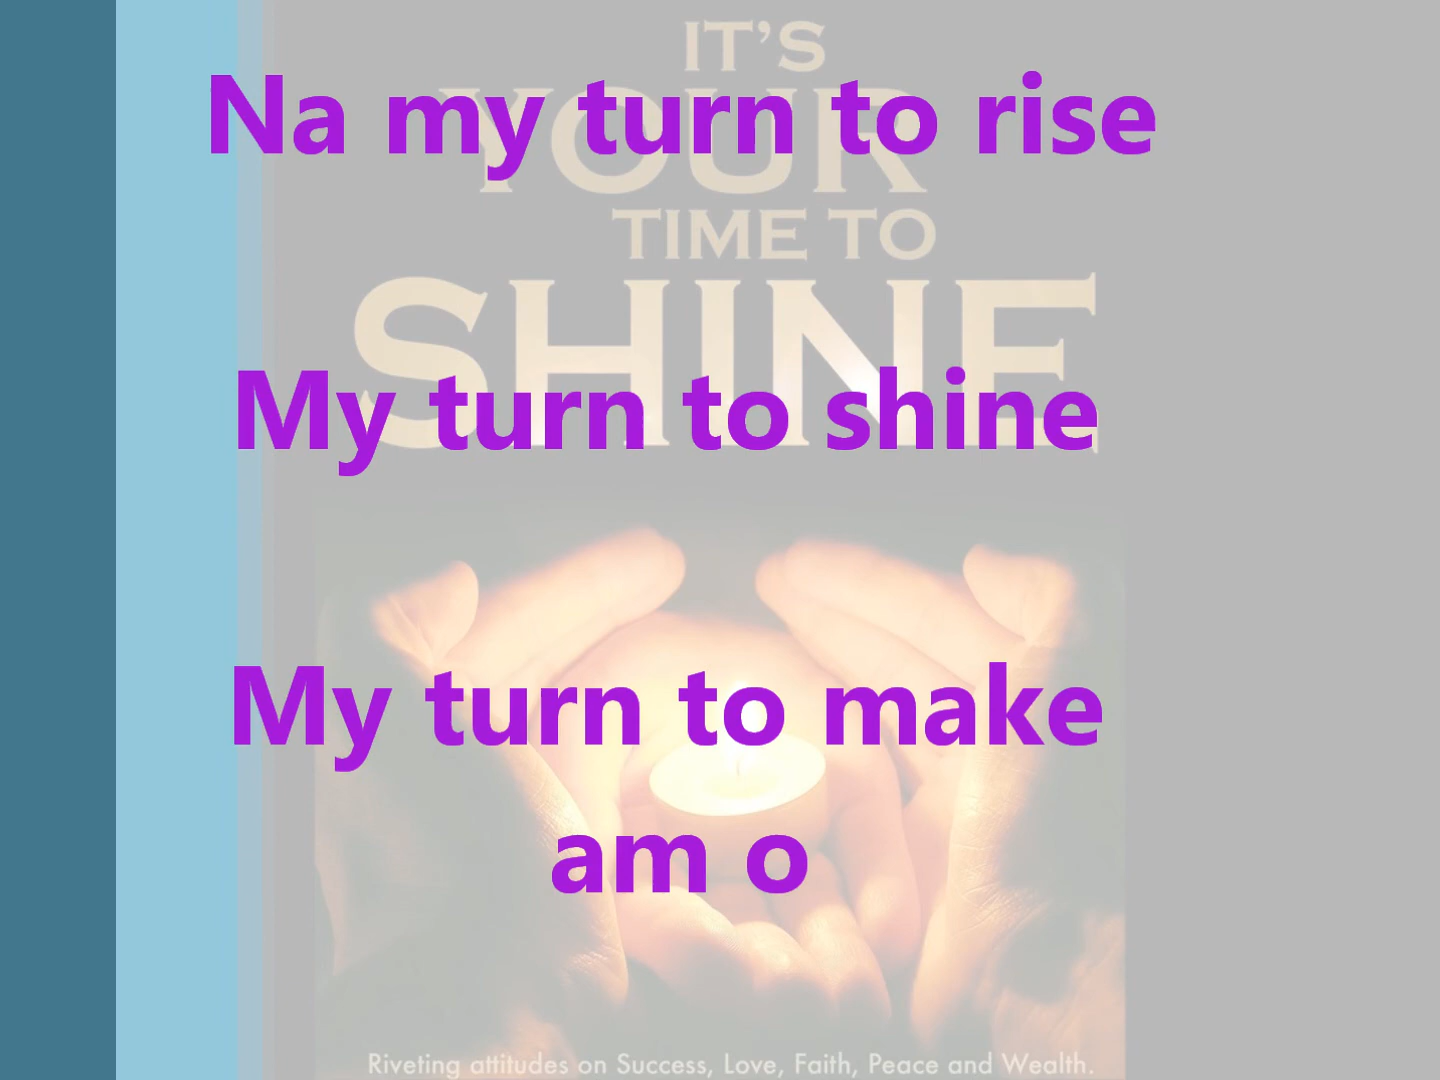 IT'S
Na my turn to rise
YOUR
TIME TO
SHINE
My turn to shine
My turn to make
am o
Riveting attitudes on Success, Love, Faith, Peace and Wealth.